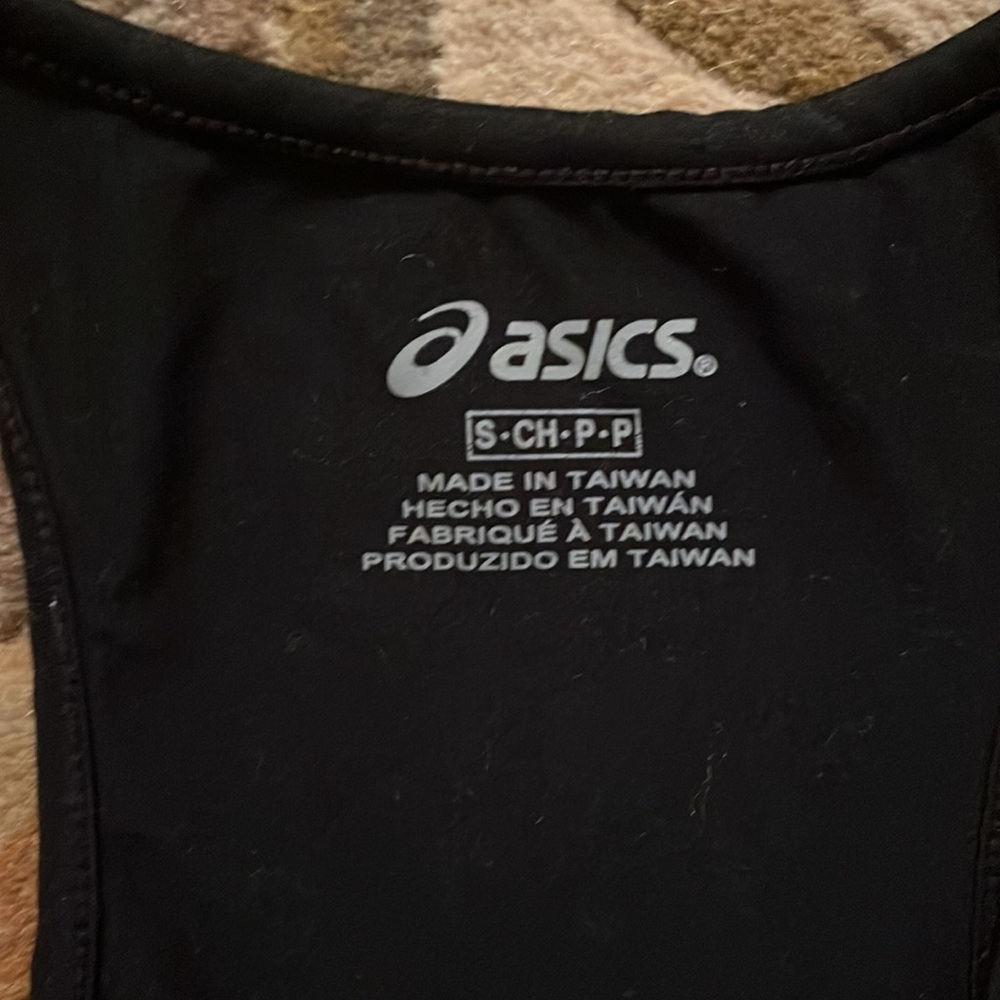 asics®
S·CH·P·P
MADE IN TAIWAN
HECHO EN TAIWÁN
FABRIQUÉ À TAIWAN
PRODUZIDO EM TAIWAN